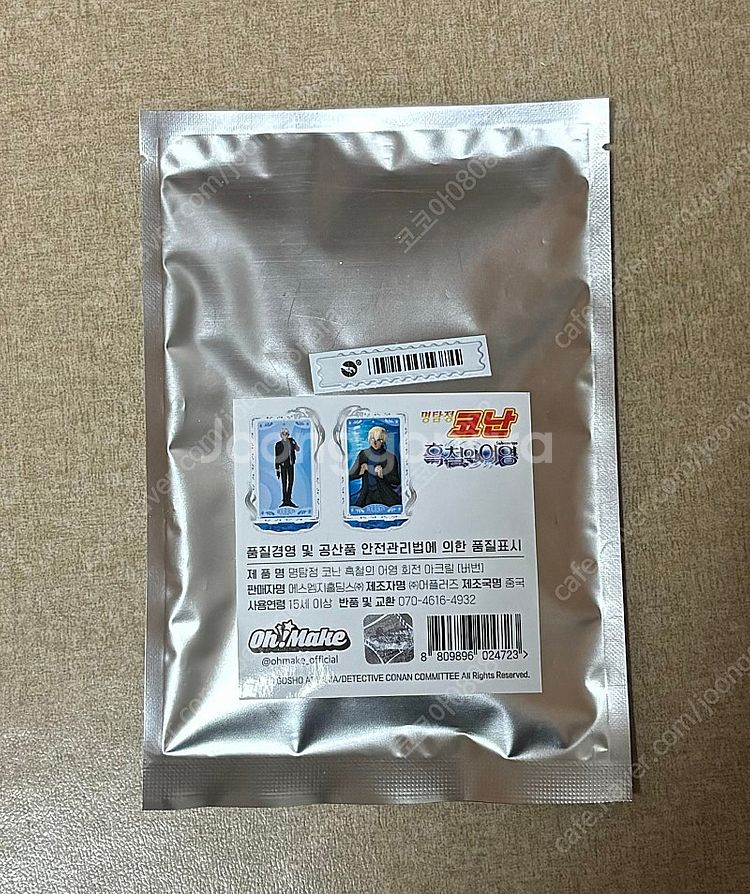 명탐정
코난
흑철의 어영
품질경영 및 공산품 안전관리법에 의한 품질표시
제 품 명 명탐정 코난 흑철의 어영 회전 아크릴 [버번]
판매자명 에스엠지홀딩스㈜ 제조자명 ㈜어플러즈 제조국명 중국
사용연령 15세 이상 반품 및 교환 070-4616-4932
Oh!Make
@ohmake_official
8 809896 024723
GOSHO /DETECTIVE CONAN COMMITTEE All Rights Reserved.
Joonggonara
코코아080